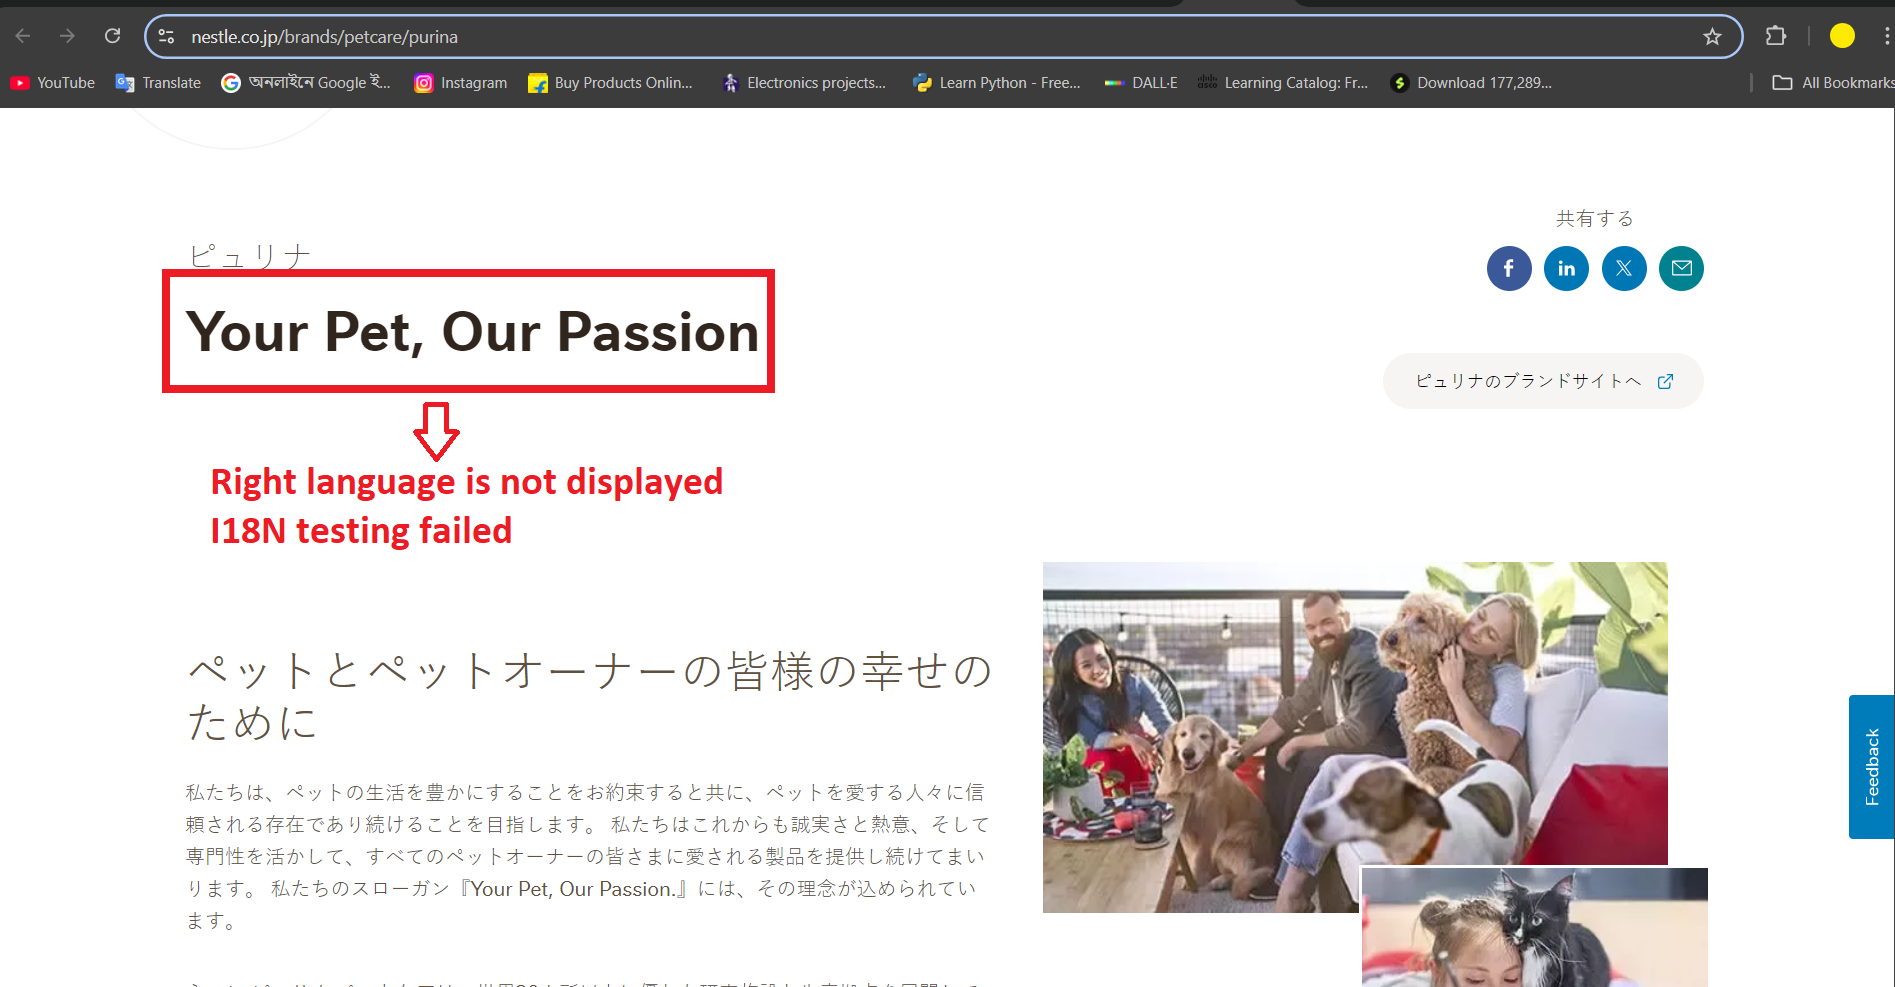 nestle.co.jp/brands/petcare/purina
YouTube
Translate
অনলাইনে Google ই...
Instagram
Buy Products Onlin...
Electronics projects...
Learn Python - Free...
DALL·E
Learning Catalog: Fr...
Download 177,289...
All Bookmarks
共有する
ピュリナ
Your Pet, Our Passion
ピュリナのブランドサイトへ
Right language is not displayed
I18N testing failed
ペットとペットオーナーの皆様の幸せの
ために
私たちは、ペットの生活を豊かにすることをお約束すると共に、ペットを愛する人々に信
頼される存在であり続けることを目指します。 私たちはこれからも誠実さと熱意、そして
専門性を活かして、すべてのペットオーナーの皆さまに愛される製品を提供し続けてまい
ります。 私たちのスローガン『Your Pet, Our Passion.』には、その理念が込められてい
ます。
Feedback